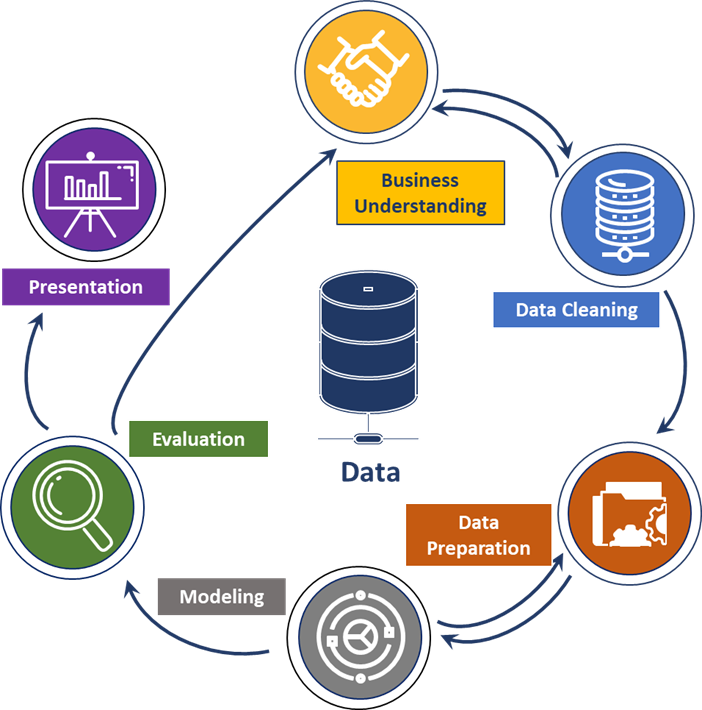 Business
Understanding
Presentation
Data Cleaning
Evaluation
Data
Data
Preparation
Modeling